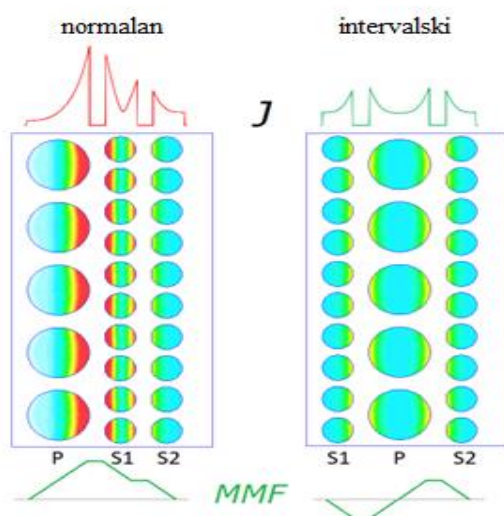 normalan intervalski
J
P S1 S2 S1 P S2
MMF